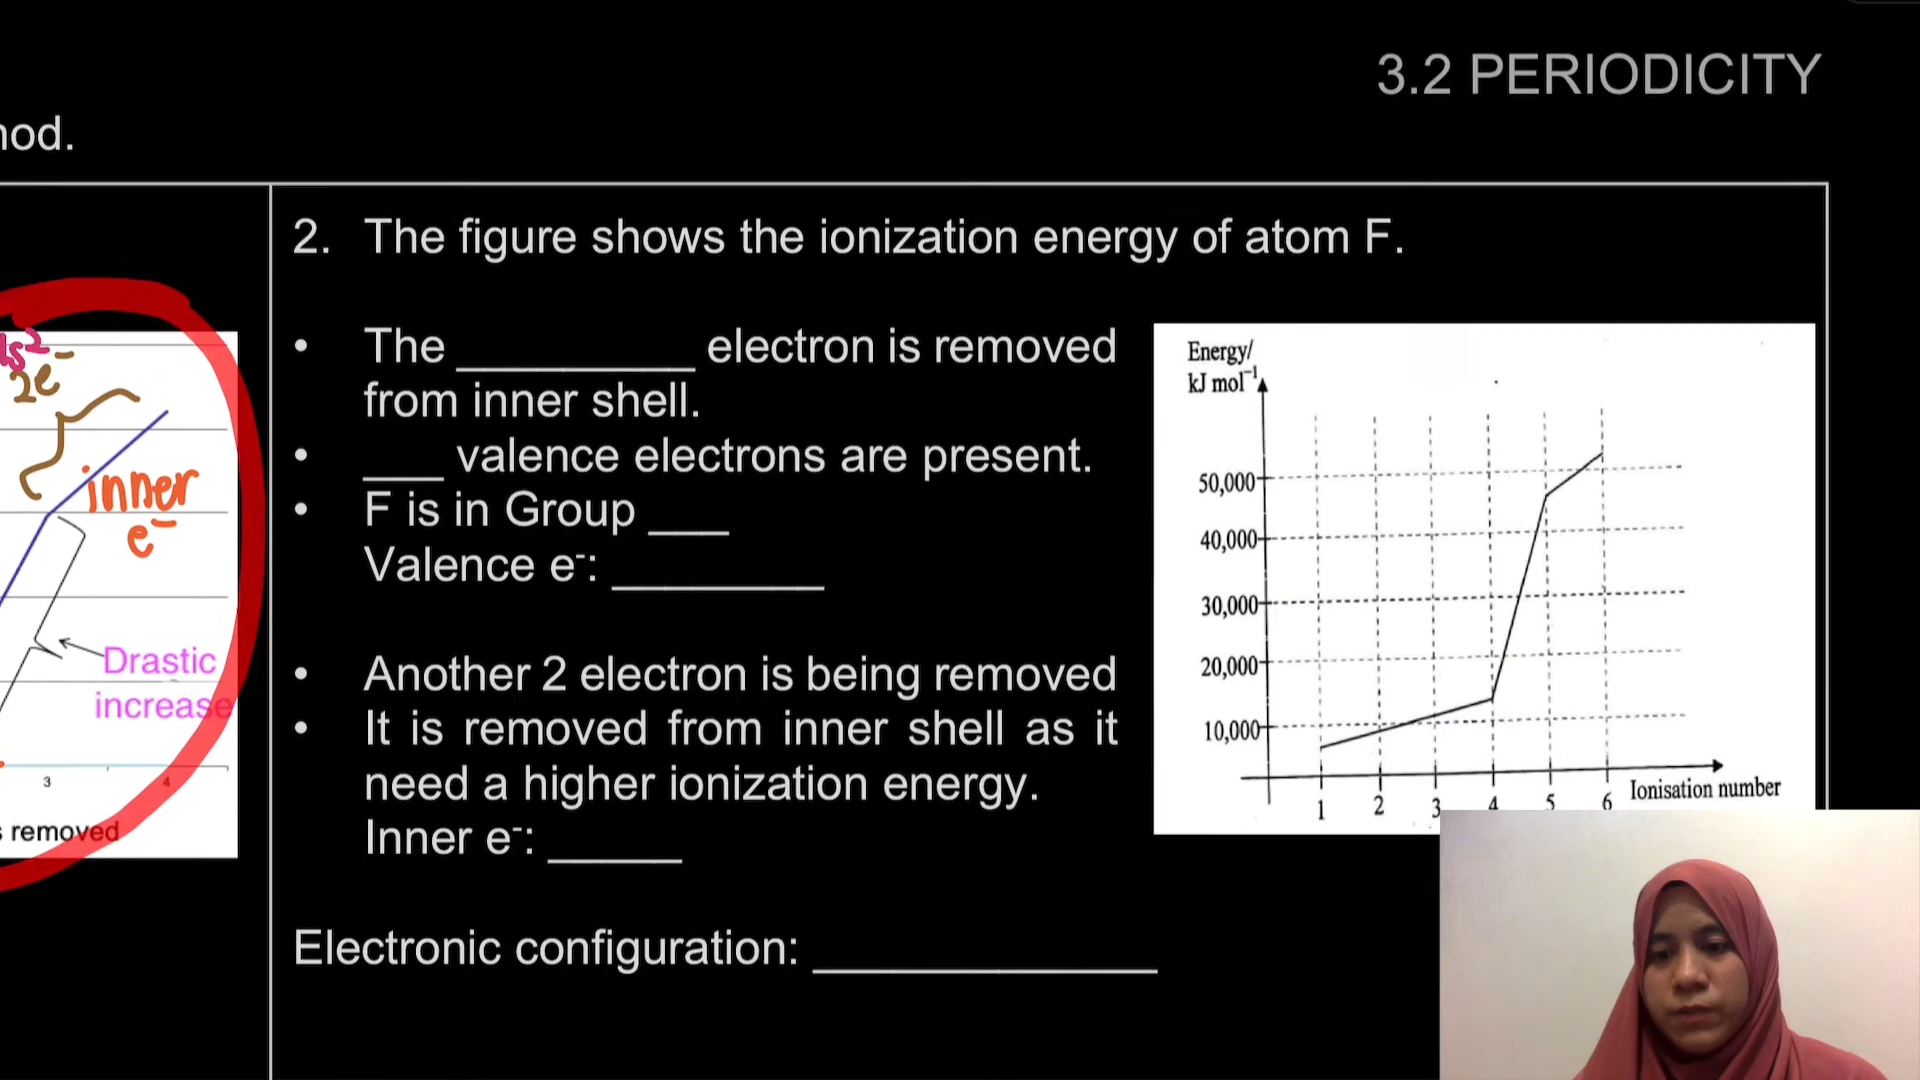 3.2 PERIODICITY
nod.
1s²
2e⁻
inner
e⁻
Drastic
increase
3
4
s removed
2. The figure shows the ionization energy of atom F.
• The _________ electron is removed
from inner shell.
• ___ valence electrons are present.
• F is in Group ___
Valence e⁻: ________
• Another 2 electron is being removed
• It is removed from inner shell as it
need a higher ionization energy.
Inner e⁻: _____
Electronic configuration: _____________
Energy/
kJ mol⁻¹
50,000
40,000
30,000
20,000
10,000
1 2 3 4 5 6 Ionisation number